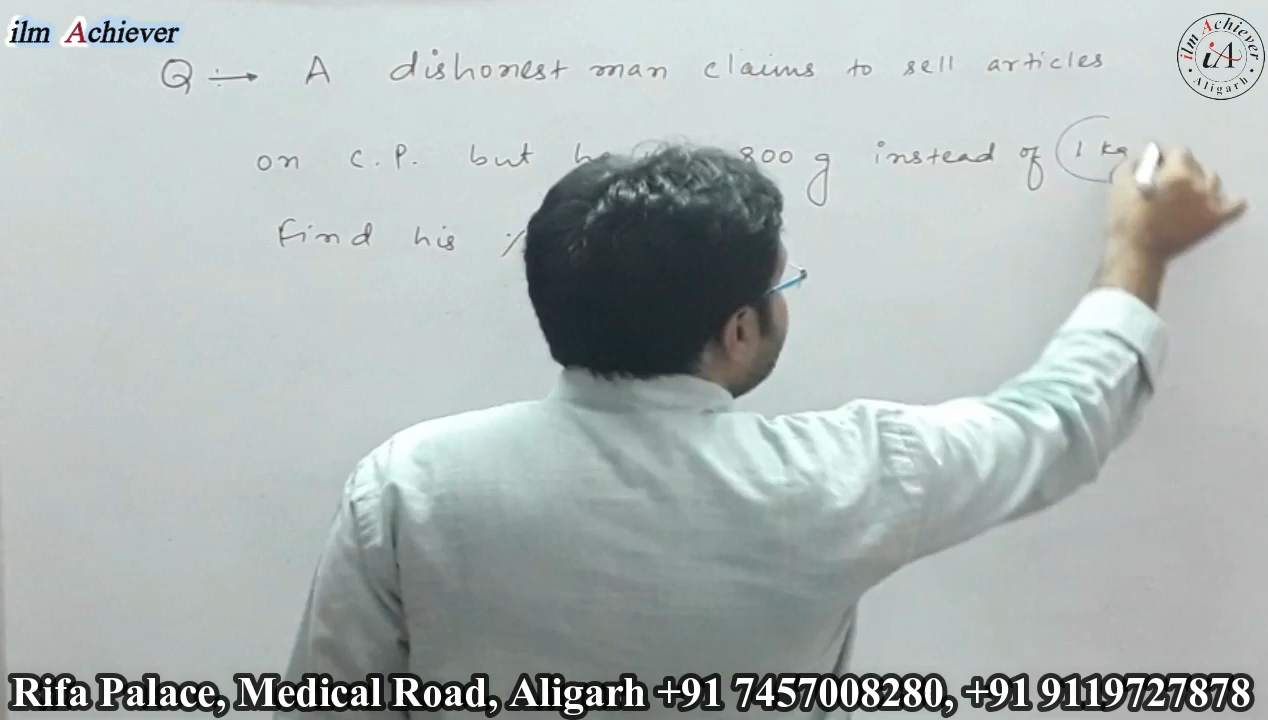 ilm Achiever
Q :→ A dishonest man claims to sell articles
on C.P. but 800 g instead of 1 kg
Find his %
ilm Achiever
iA
Aligarh
Rifa Palace, Medical Road, Aligarh +91 7457008280, +91 9119727878